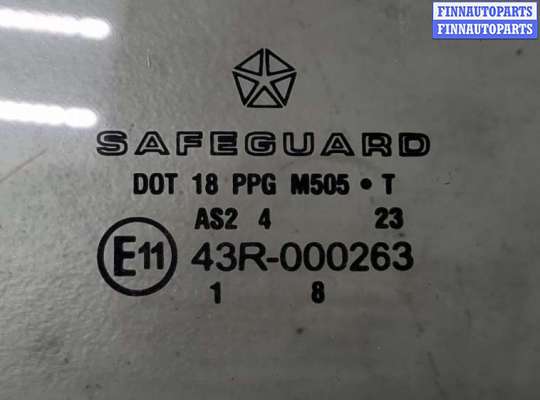 FINNAUTOPARTS
FINNAUTOPARTS
SAFEGUARD
DOT 18 PPG M505 • T
AS2 4 23
E11 43R-000263
1 8